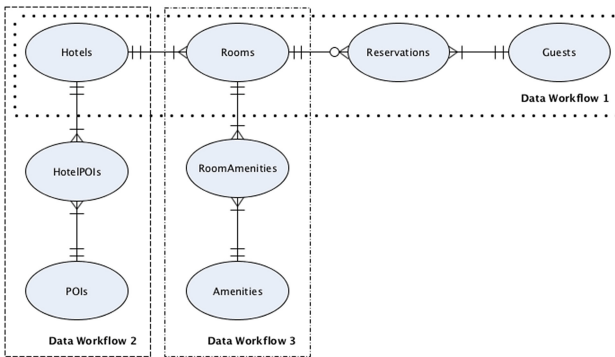 Hotels
Rooms
Reservations
Guests
Data Workflow 1
HotelPOIs
RoomAmenities
POIs
Amenities
Data Workflow 2
Data Workflow 3